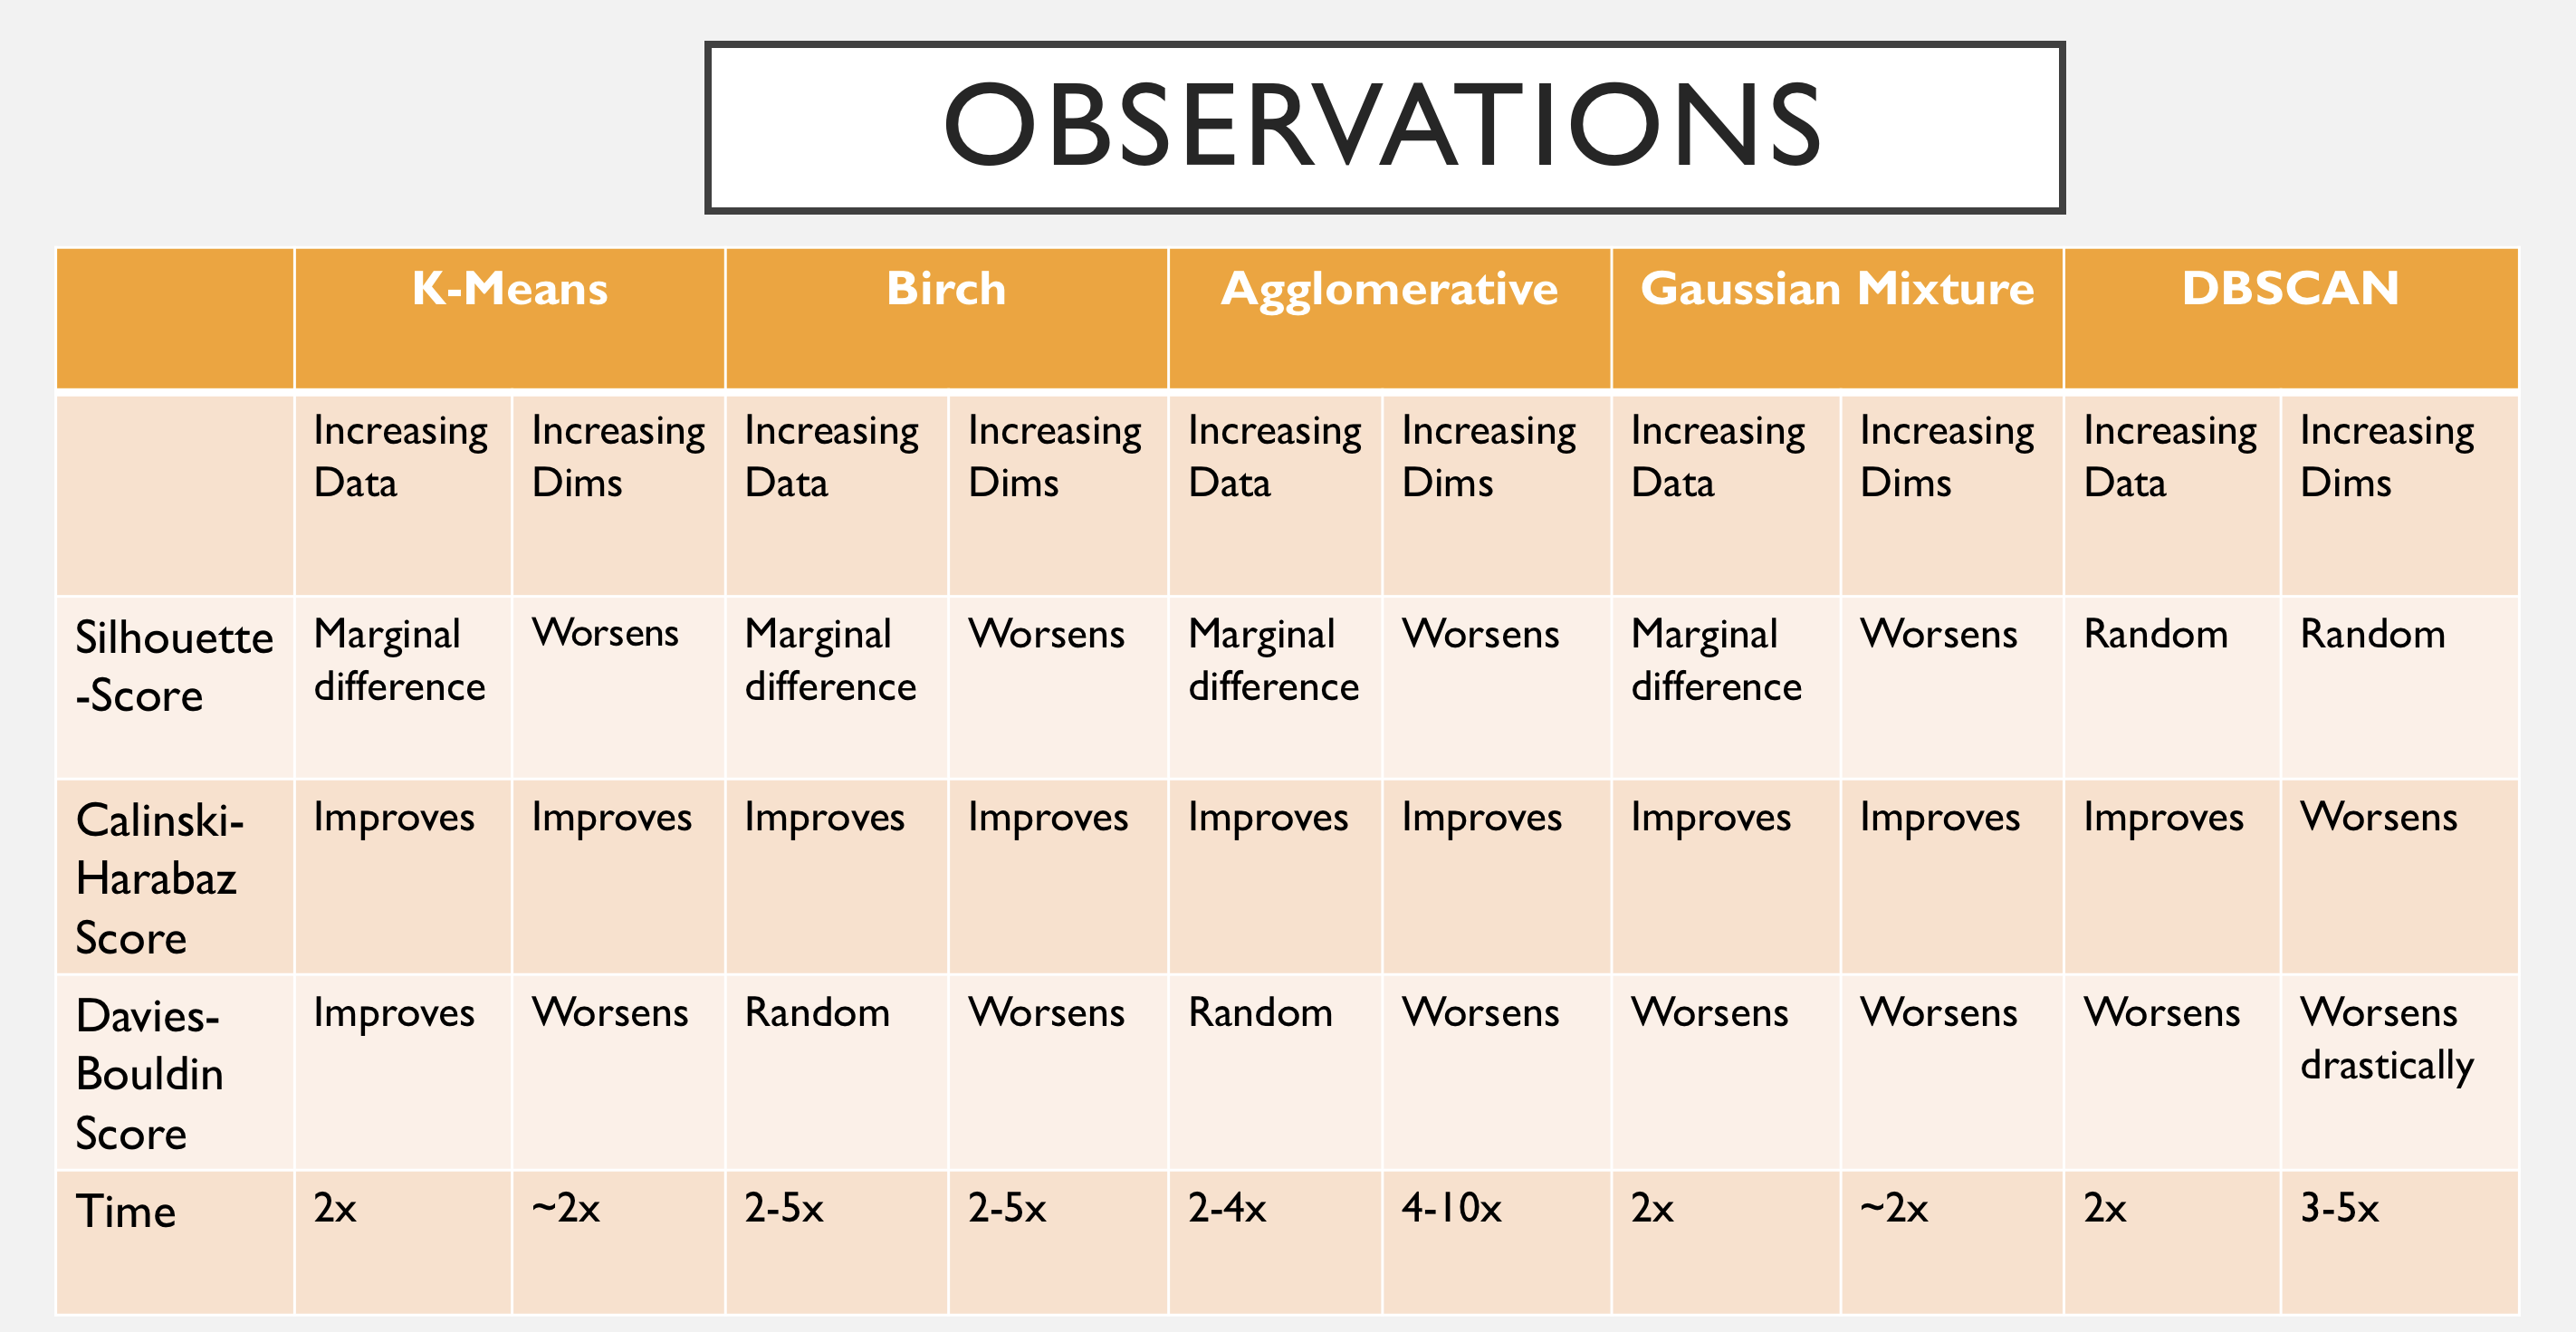 OBSERVATIONS
K-Means Birch Agglomerative Gaussian Mixture DBSCAN
Increasing Increasing Increasing Increasing Increasing Increasing Increasing Increasing Increasing Increasing
Data Dims Data Dims Data Dims Data Dims Data Dims
Silhouette Marginal Worsens Marginal Worsens Marginal Worsens Marginal Worsens Random Random
-Score difference difference difference difference
Calinski- Improves Improves Improves Improves Improves Improves Improves Improves Improves Worsens
Harabaz
Score
Davies- Improves Worsens Random Worsens Random Worsens Worsens Worsens Worsens Worsens
Bouldin drastically
Score
Time 2x ~2x 2-5x 2-5x 2-4x 4-10x 2x ~2x 2x 3-5x